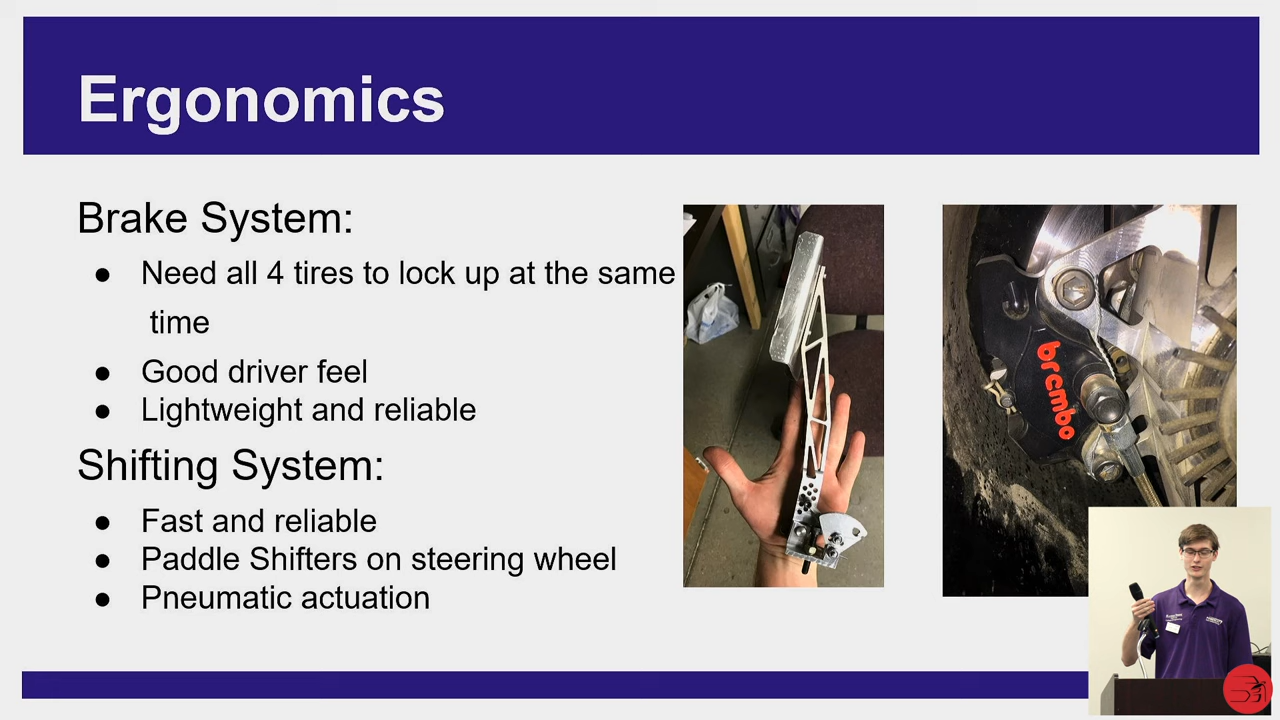 Ergonomics
Brake System:
● Need all 4 tires to lock up at the same
time
● Good driver feel
● Lightweight and reliable
Shifting System:
● Fast and reliable
● Paddle Shifters on steering wheel
● Pneumatic actuation
brembo